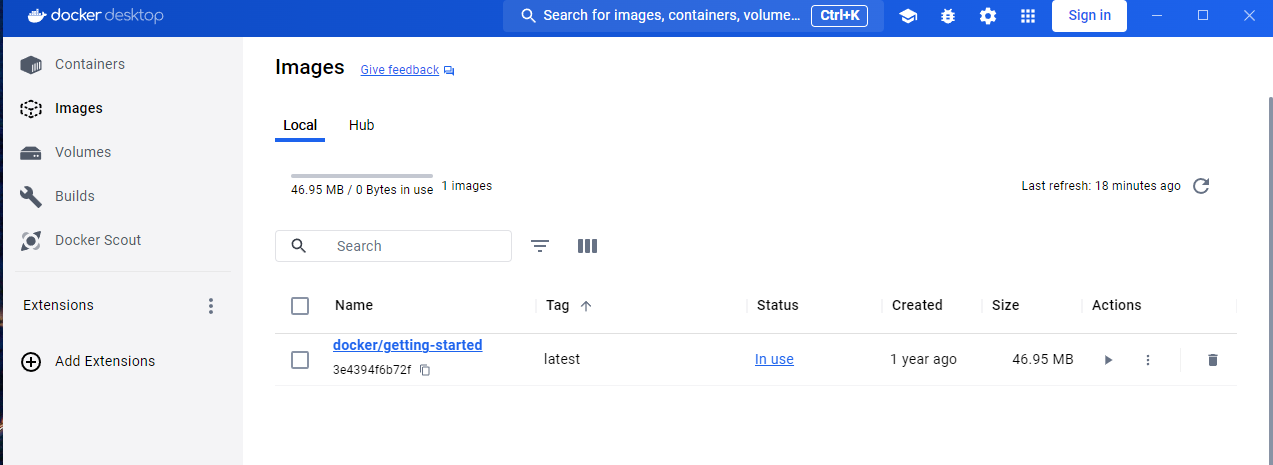 docker desktop
Search for images, containers, volume... Ctrl+K
Sign in
Containers
Images
Volumes
Builds
Docker Scout
Extensions
Add Extensions
Images Give feedback
Local Hub
46.95 MB / 0 Bytes in use 1 images
Last refresh: 18 minutes ago
Search
Name Tag Status Created Size Actions
docker/getting-started
latest In use 1 year ago 46.95 MB
3e4394f6b72f